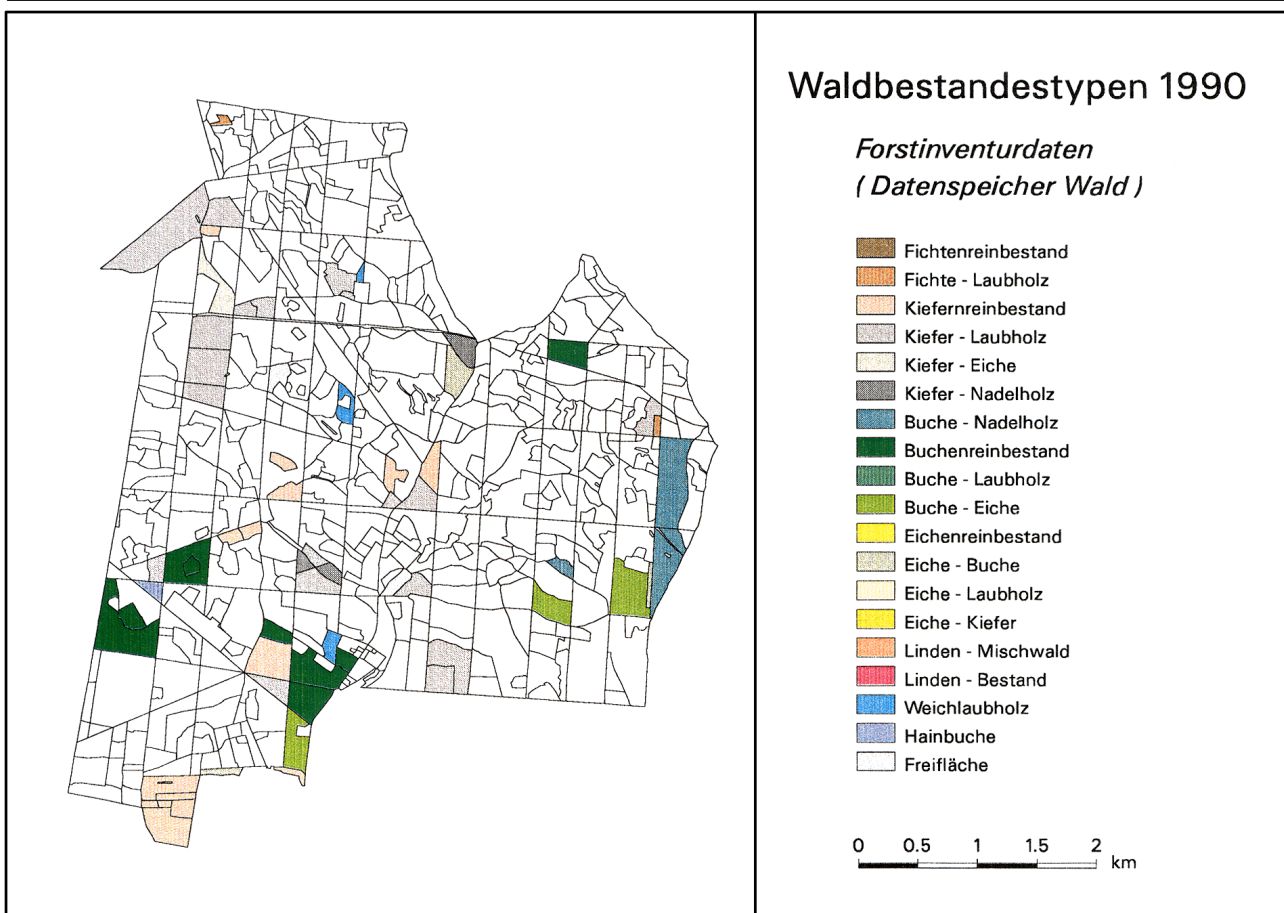 Waldbestandestypen 1990
Forstinventurdaten
( Datenspeicher Wald )
Fichtenreinbestand
Fichte - Laubholz
Kiefernreinbestand
Kiefer - Laubholz
Kiefer - Eiche
Kiefer - Nadelholz
Buche - Nadelholz
Buchenreinbestand
Buche - Laubholz
Buche - Eiche
Eichenreinbestand
Eiche - Buche
Eiche - Laubholz
Eiche - Kiefer
Linden - Mischwald
Linden - Bestand
Weichlaubholz
Hainbuche
Freifläche
0 0.5 1 1.5 2
km